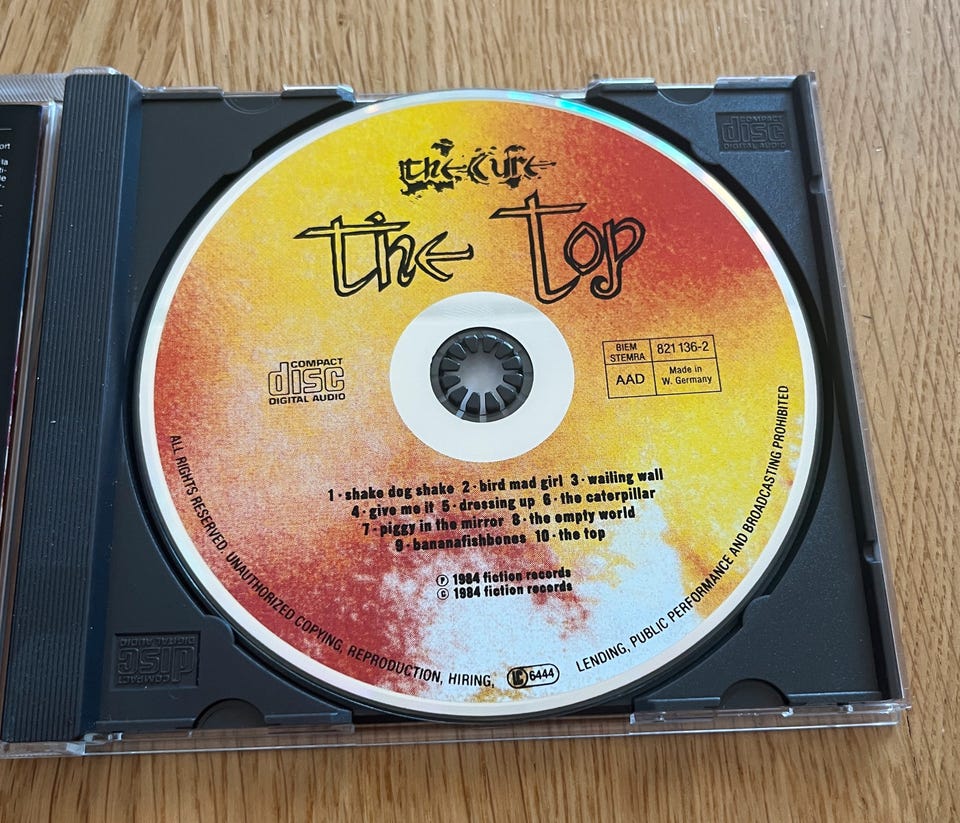 COMPACT
disc
DIGITAL AUDIO
the cure
the top
COMPACT
disc
DIGITAL AUDIO
BIEM
STEMRA
821 136-2
AAD
Made in
W. Germany
1 · shake dog shake 2 · bird mad girl 3 · wailing wall
4 · give me it 5 · dressing up 6 · the caterpillar
7 · piggy in the mirror 8 · the empty world
9 · bananafishbones 10 · the top
℗ 1984 fiction records
© 1984 fiction records
ALL RIGHTS RESERVED. UNAUTHORIZED COPYING, REPRODUCTION, HIRING,
LC 6444
LENDING, PUBLIC PERFORMANCE AND BROADCASTING PROHIBITED
COMPACT
disc
DIGITAL AUDIO